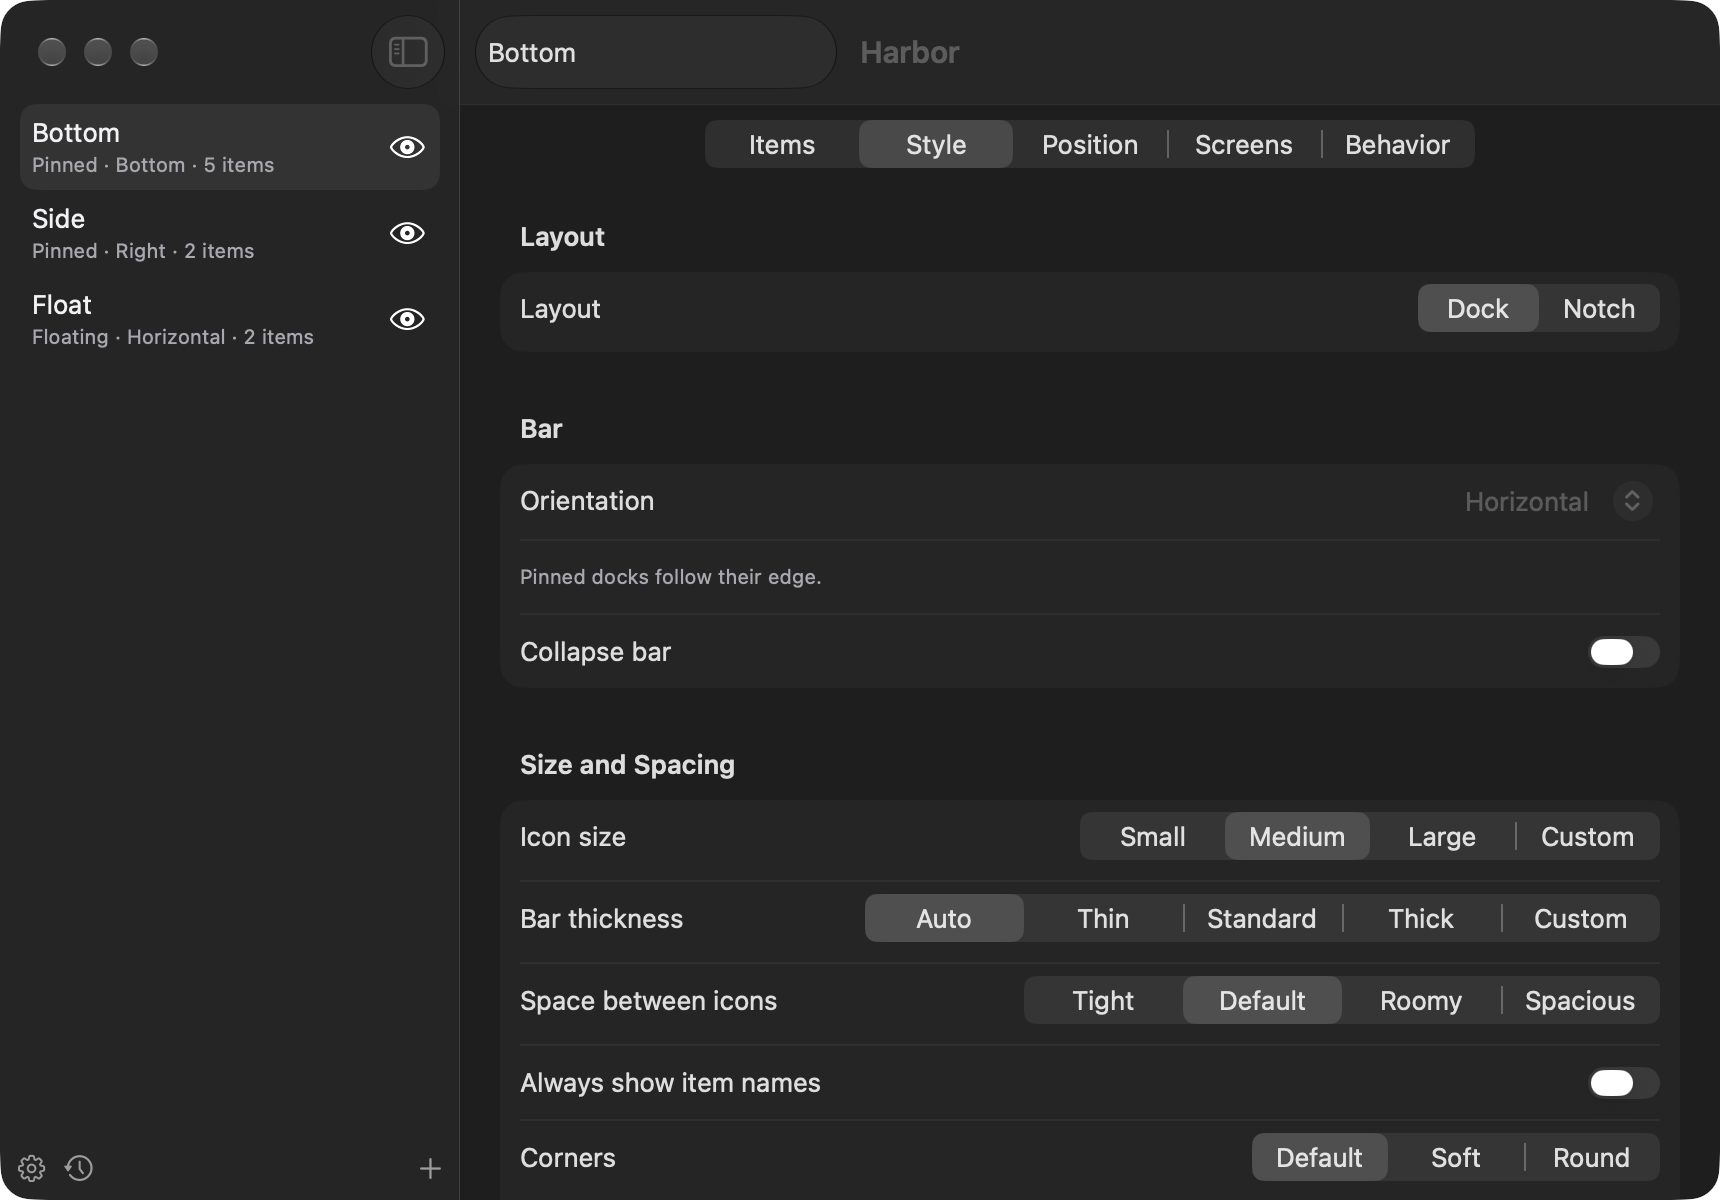 Bottom
Harbor
Bottom
Pinned · Bottom · 5 items
Side
Pinned · Right · 2 items
Float
Floating · Horizontal · 2 items
Items Style Position Screens Behavior
Layout
Layout Dock Notch
Bar
Orientation Horizontal
Pinned docks follow their edge.
Collapse bar
Size and Spacing
Icon size Small Medium Large Custom
Bar thickness Auto Thin Standard Thick Custom
Space between icons Tight Default Roomy Spacious
Always show item names
Corners Default Soft Round